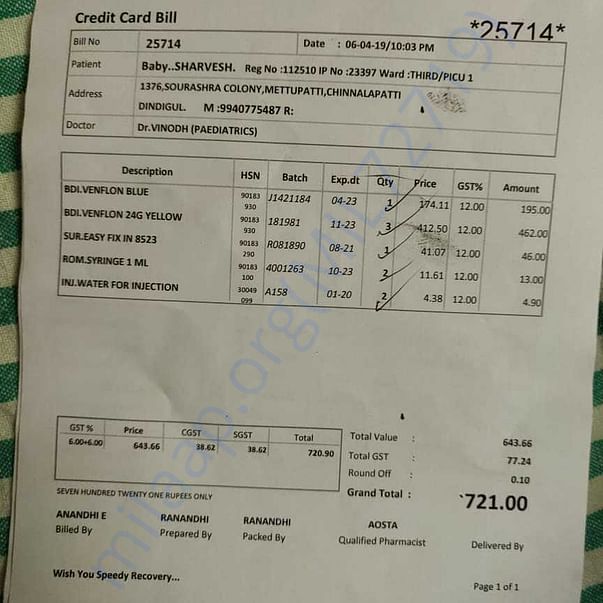 Credit Card Bill
*25714*
Bill No 25714 Date : 06-04-19/10:03 PM
Patient Baby..SHARVESH. Reg No :112510 IP No :23397 Ward :THIRD/PICU 1
Address 1376,SOURASHRA COLONY,METTUPATTI,CHINNALAPATTI
DINDIGUL. M :9940775487 R:
Doctor Dr.VINODH (PAEDIATRICS)
Description HSN Batch Exp.dt Qty Price GST% Amount
BDI.VENFLON BLUE 90183 930 J1421184 04-23 1 174.11 12.00 195.00
BDI.VENFLON 24G YELLOW 90183 930 181981 11-23 3 412.50 12.00 462.00
SUR.EASY FIX IN 8523 90183 290 R081890 08-21 1 41.07 12.00 46.00
ROM.SYRINGE 1 ML 90183 100 4001263 10-23 2 11.61 12.00 13.00
INJ.WATER FOR INJECTION 30049 099 A158 01-20 2 4.38 12.00 4.90
GST % Price CGST SGST Total
6.00+6.00 643.66 38.62 38.62 720.90
Total Value : 643.66
Total GST : 77.24
Round Off : 0.10
Grand Total : `721.00
SEVEN HUNDRED TWENTY ONE RUPEES ONLY
ANANDHI E RANANDHI RANANDHI AOSTA
Billed By Prepared By Packed By Qualified Pharmacist Delivered By
Wish You Speedy Recovery...
Page 1 of 1